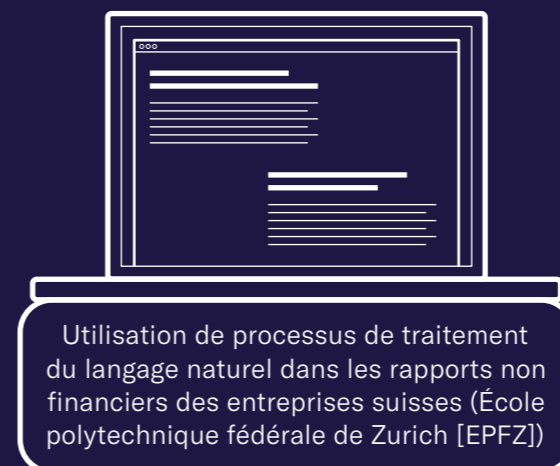 Utilisation de processus de traitement
du langage naturel dans les rapports non
financiers des entreprises suisses (École
polytechnique fédérale de Zurich [EPFZ])